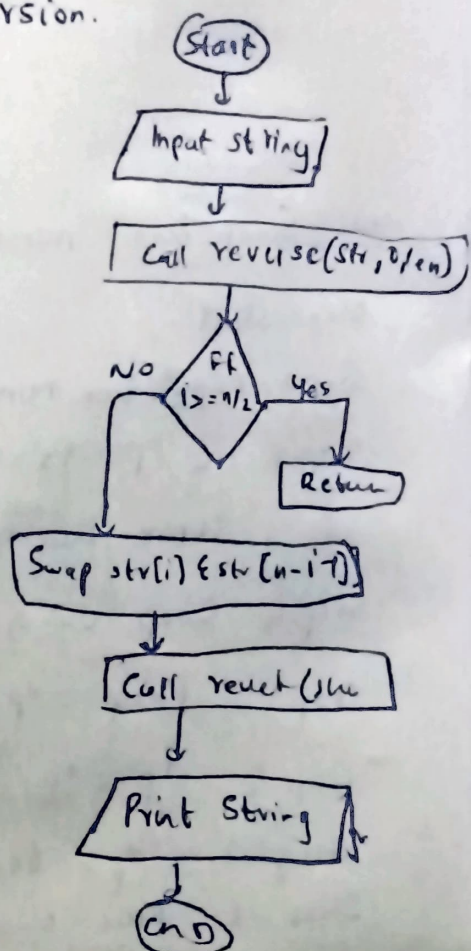 rsion.
Start
Input string
Call reverse(str, 0, len)
If
i>=n/2
NO
Yes
Return
Swap str[i] & str[n-i-1]
Call
Print String
END